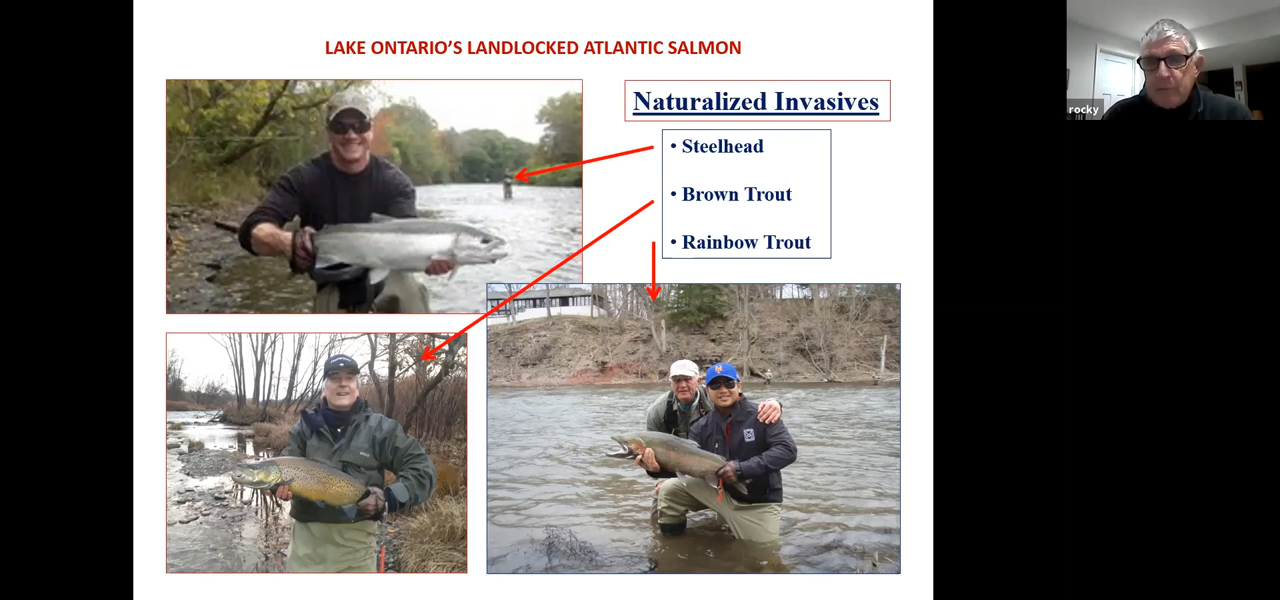 LAKE ONTARIO'S LANDLOCKED ATLANTIC SALMON
Naturalized Invasives
• Steelhead
• Brown Trout
• Rainbow Trout
rocky